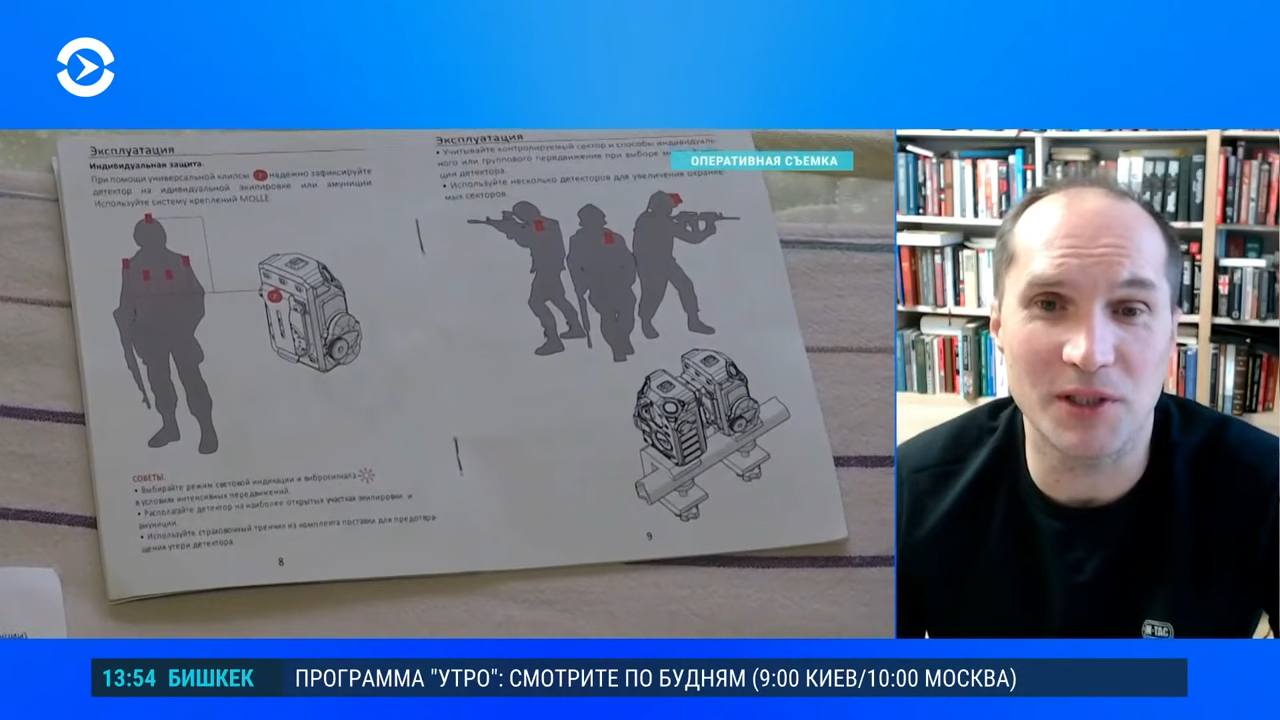 Эксплуатация
Индивидуальная защита.
При помощи универсальной клипсы 7 надежно зафиксируйте
детектор на идивидуальной экипировке или амуниции
Используйте систему креплений MOLLE.
7
СОВЕТЫ.
• Выбирайте режим световой индикации и вибросигнала
в условиях интенсивных передвижений.
• Располагайте детектор на наиболее открытых участках экипировки и
амуниции.
• Используйте страховочный тренчик из комплекта поставки для предотвра-
щения утери детектора.
8
Эксплуатация
• Учитывайте контролируемый сектор и способы индивидуаль-
ного или группового передвижения при выборе
ции детектора.
• Используйте несколько детекторов для увеличения охраняе-
мых секторов.
9
ОПЕРАТИВНАЯ СЪЕМКА
M-TAC
13:54 БИШКЕК
ПРОГРАММА "УТРО": СМОТРИТЕ ПО БУДНЯМ (9:00 КИЕВ/10:00 МОСКВА)